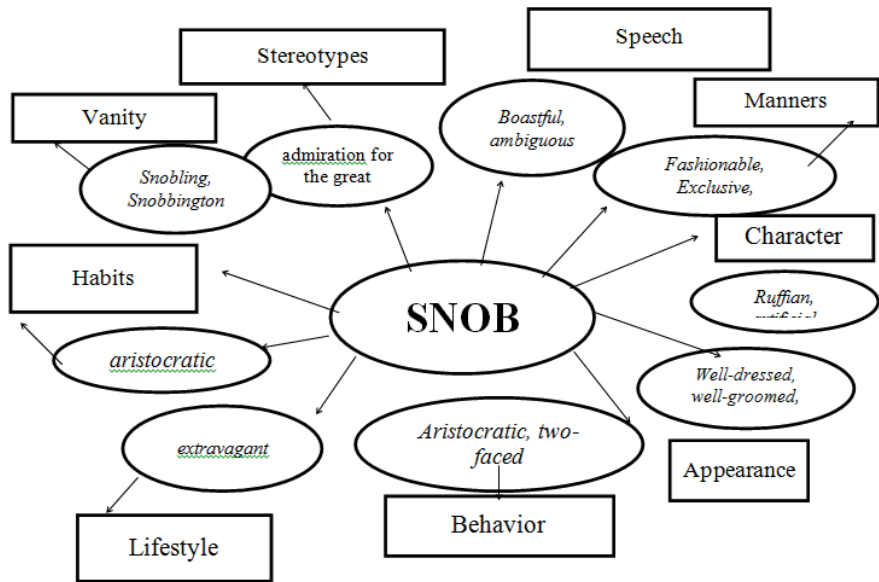 Speech
Stereotypes
Manners
Vanity
Boastful,
ambiguous
admiration for
the great
Fashionable,
Exclusive,
Snobling,
Snobbington
Character
Habits
SNOB
Ruffian,
aristocratic
Well-dressed,
well-groomed,
Aristocratic, two-
faced
extravagant
Appearance
Behavior
Lifestyle